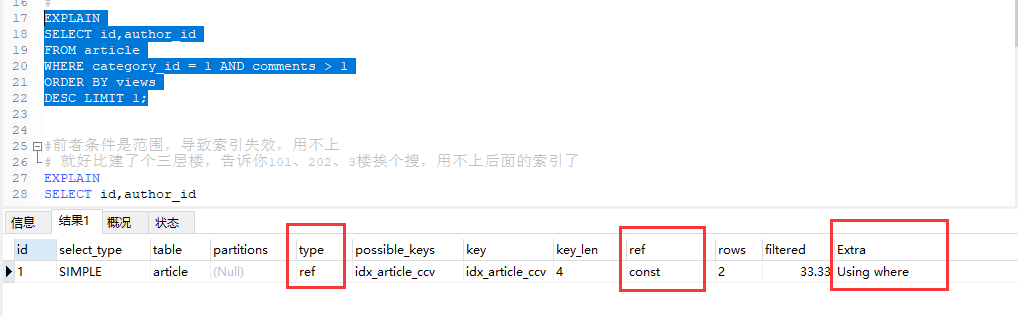 16 #
17 EXPLAIN
18 SELECT id,author_id
19 FROM article
20 WHERE category_id = 1 AND comments > 1
21 ORDER BY views
22 DESC LIMIT 1;
23
24
25 #前者条件是范围，导致索引失效，用不上
26 # 就好比建了个三层楼，告诉你101、202、3楼挨个搜，用不上后面的索引了
27 EXPLAIN
28 SELECT id,author_id
信息 结果1 概况 状态
id select_type table partitions type possible_keys key key_len ref rows filtered Extra
1 SIMPLE article (Null) ref idx_article_ccv idx_article_ccv 4 const 2 33.33 Using where